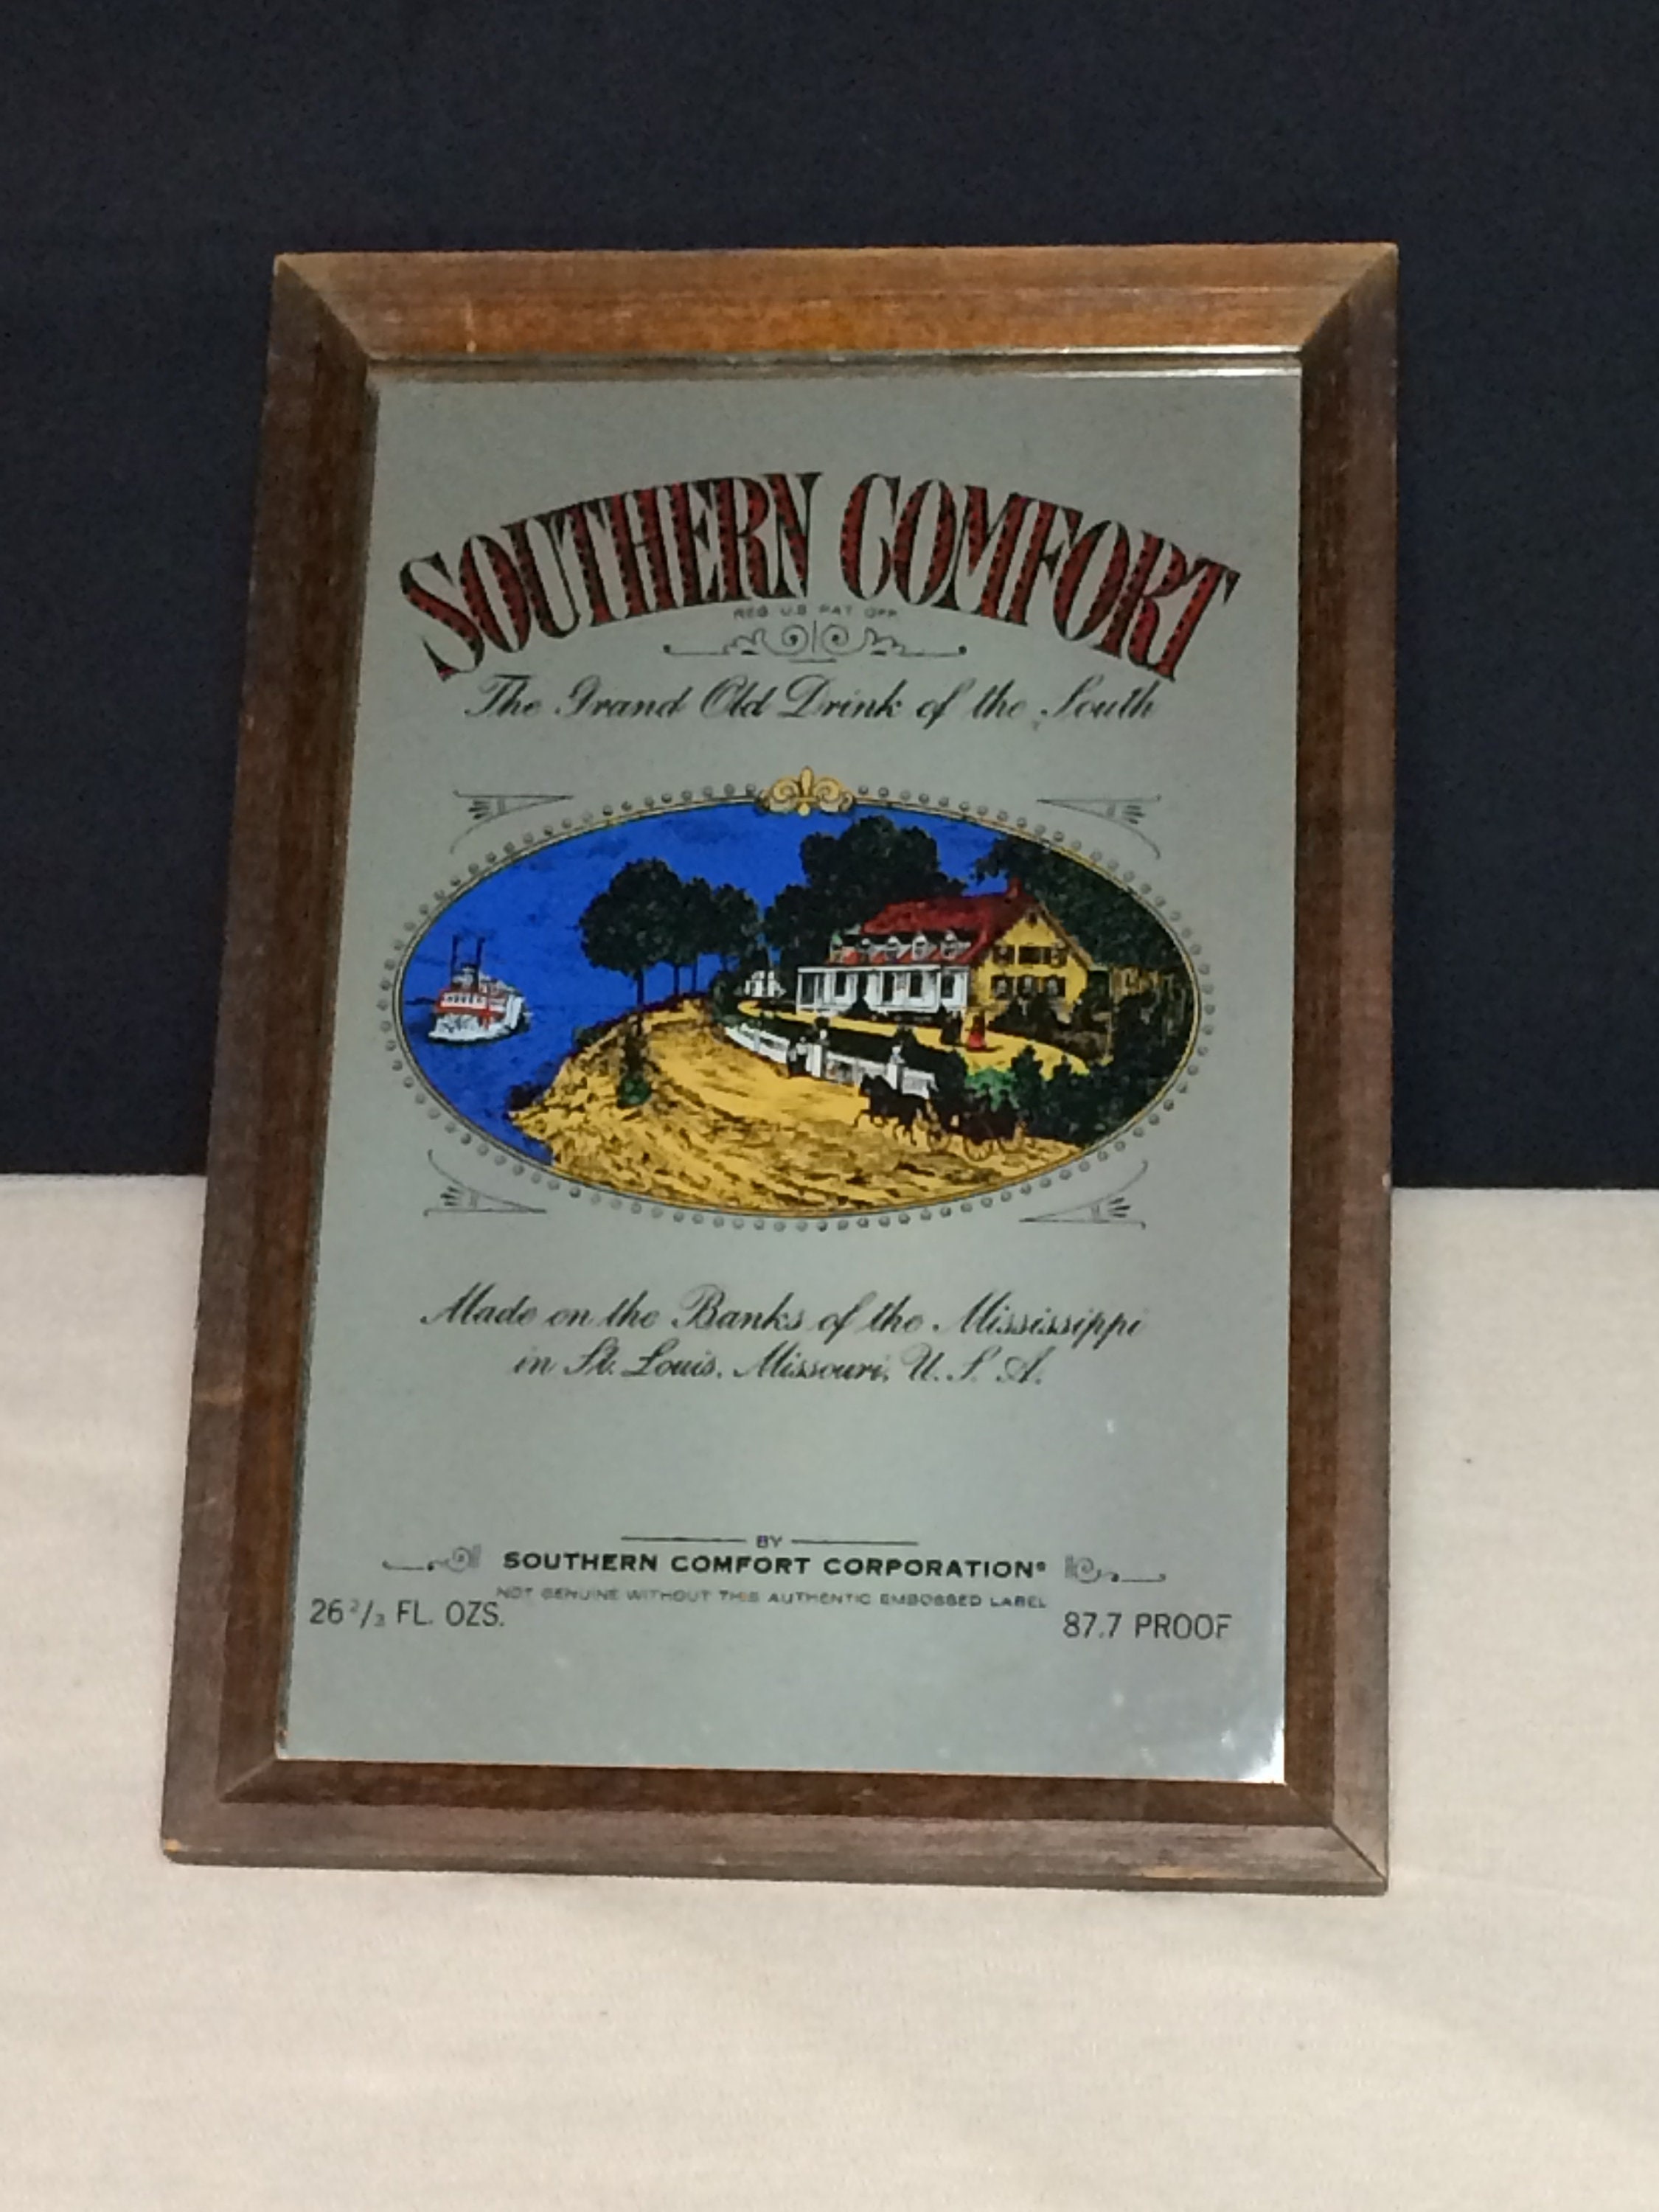 SOUTHERN COMFORT
REG. U.S. PAT. OFF.
The Grand Old Drink of the South
Made on the Banks of the Mississippi
in St. Louis, Missouri, U. S. A.
BY
SOUTHERN COMFORT CORPORATION®
NOT GENUINE WITHOUT THIS AUTHENTIC EMBOSSED LABEL
26 2/3 FL. OZS.
87.7 PROOF